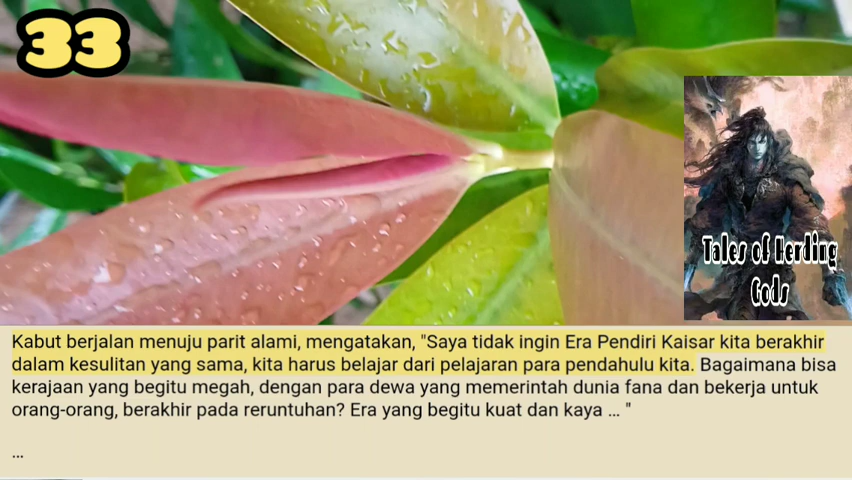 33
Tales of Herding
Gods
Kabut berjalan menuju parit alami, mengatakan, "Saya tidak ingin Era Pendiri Kaisar kita berakhir
dalam kesulitan yang sama, kita harus belajar dari pelajaran para pendahulu kita. Bagaimana bisa
kerajaan yang begitu megah, dengan para dewa yang memerintah dunia fana dan bekerja untuk
orang-orang, berakhir pada reruntuhan? Era yang begitu kuat dan kaya ... "
...